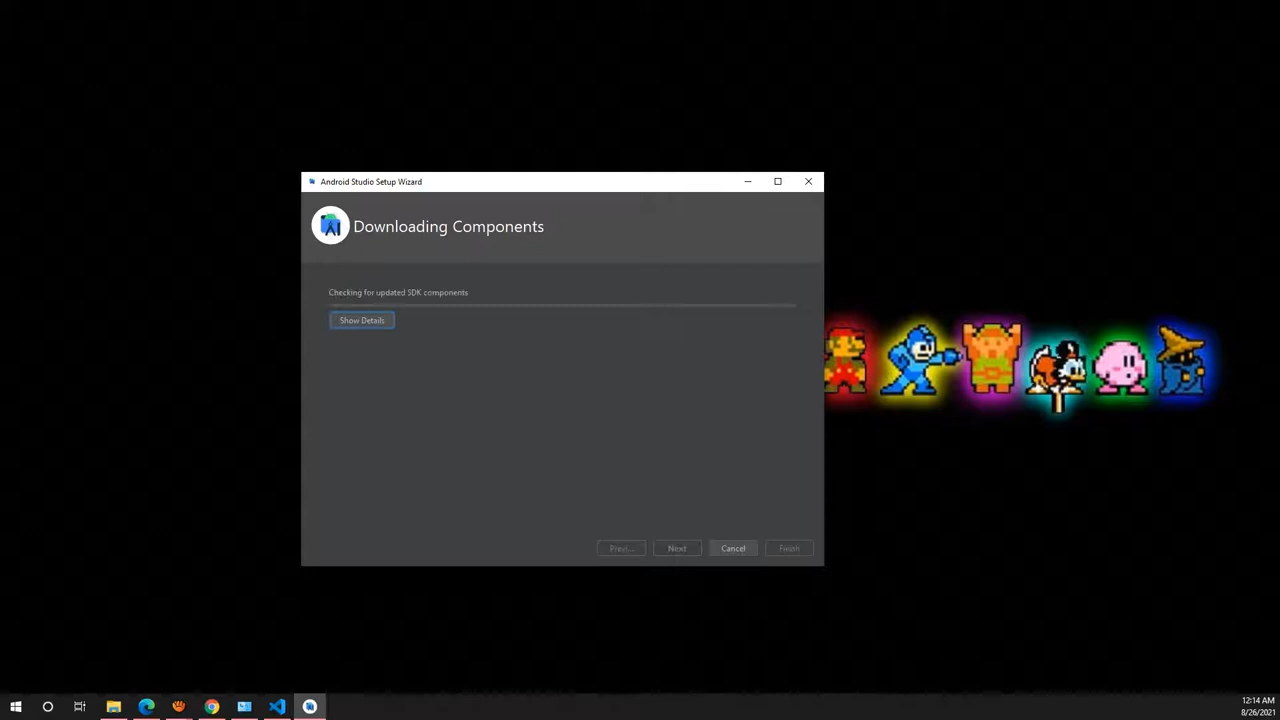 Android Studio Setup Wizard
Downloading Components
Checking for updated SDK components
Show Details
Previ...
Next
Cancel
Finish
12:14 AM
8/26/2021